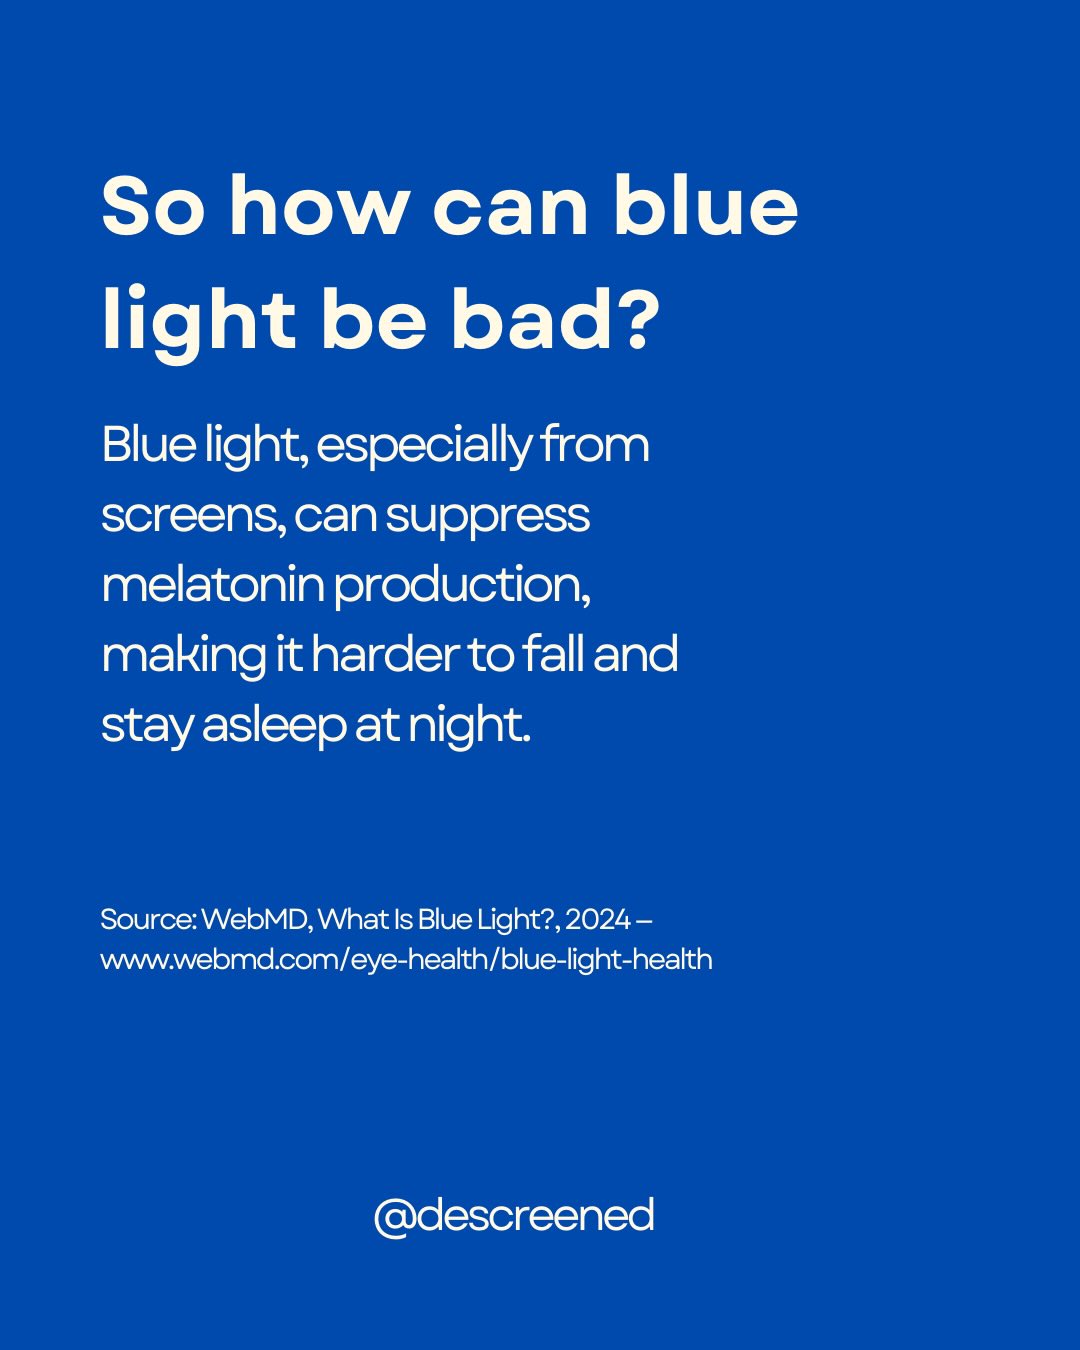 So how can blue
light be bad?
Blue light, especially from
screens, can suppress
melatonin production,
making it harder to fall and
stay asleep at night.
Source: WebMD, What Is Blue Light?, 2024 –
www.webmd.com/eye-health/blue-light-health
@descreened